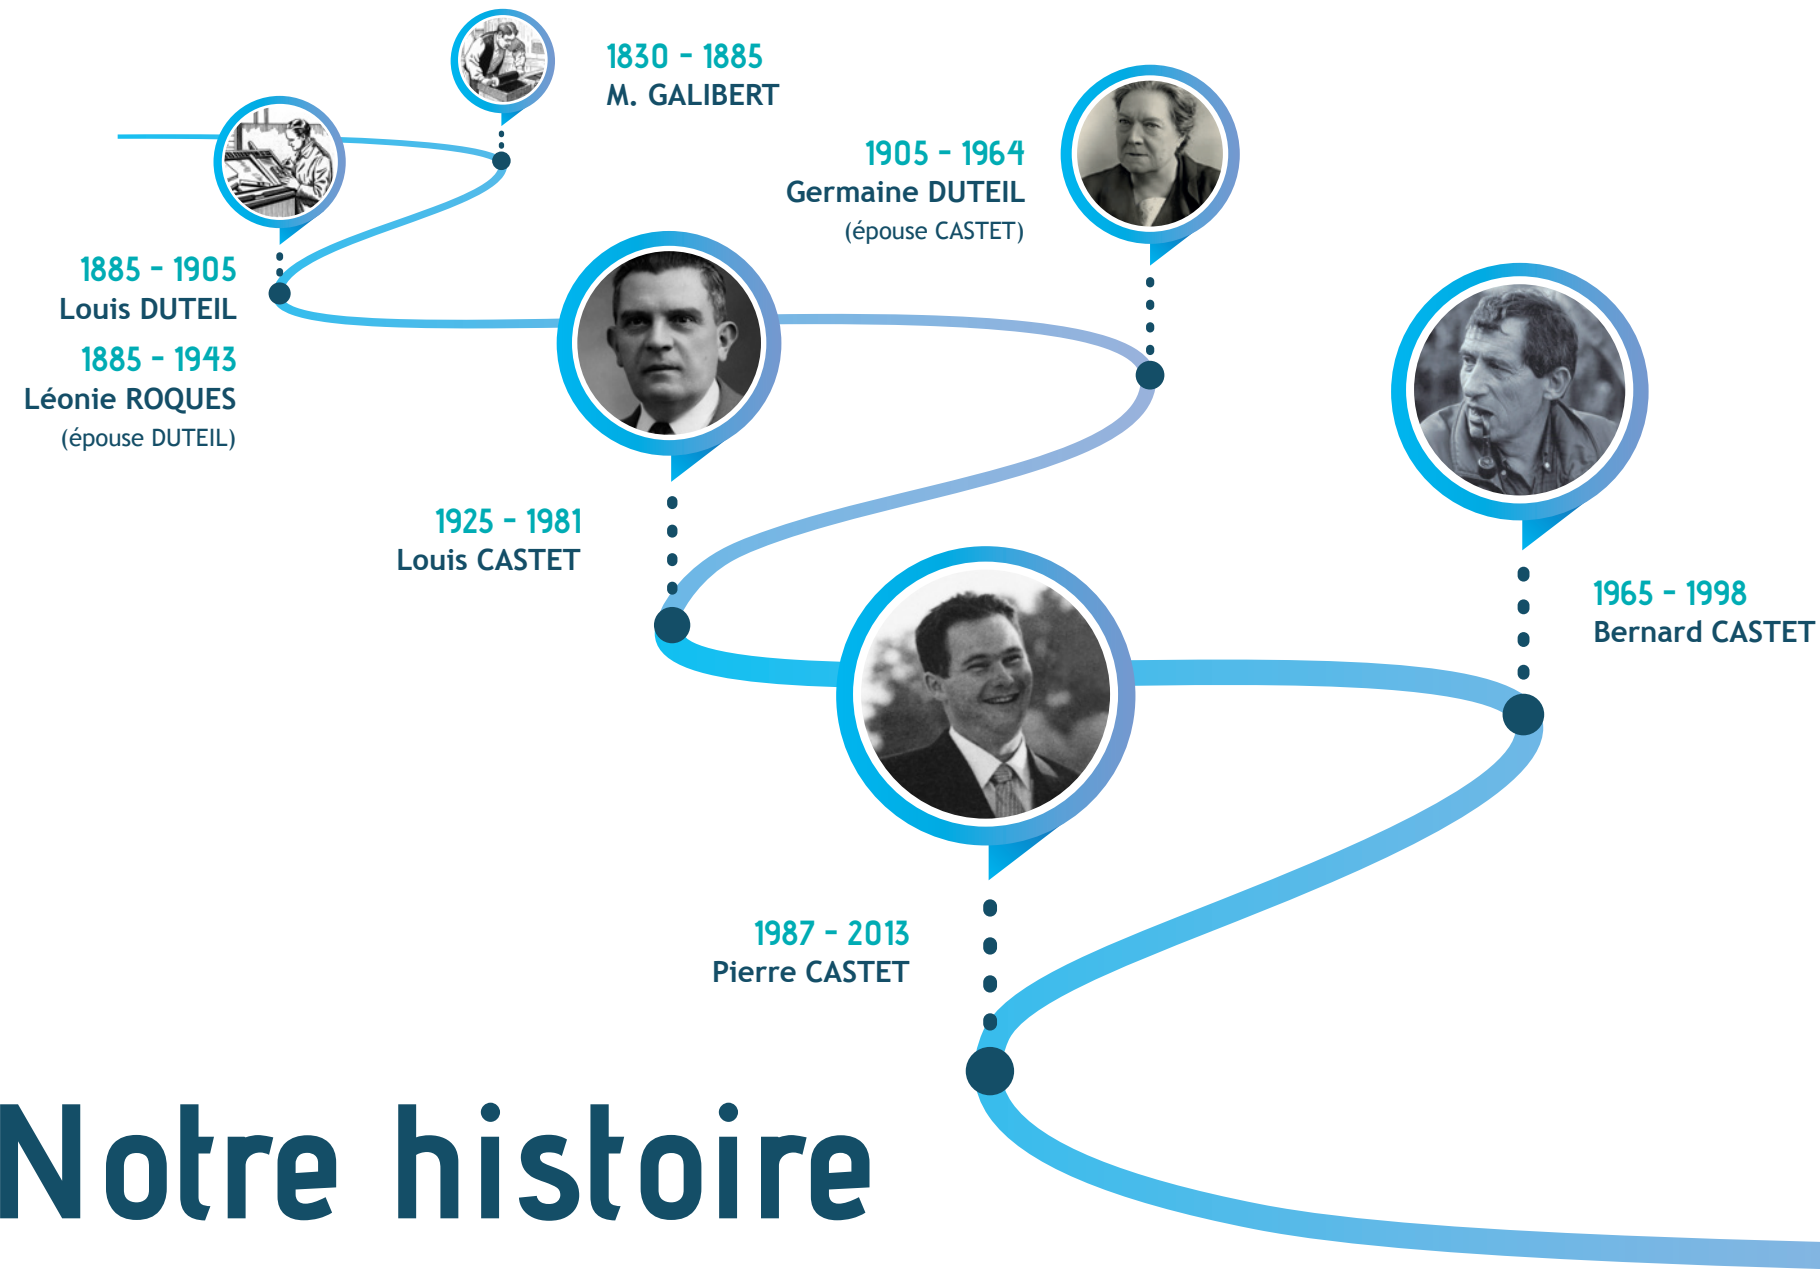 1830 - 1885
M. GALIBERT
1885 - 1905
Louis DUTEIL
1885 - 1943
Léonie ROQUES
(épouse DUTEIL)
1905 - 1964
Germaine DUTEIL
(épouse CASTET)
1925 - 1981
Louis CASTET
1965 - 1998
Bernard CASTET
1987 - 2013
Pierre CASTET
Notre histoire